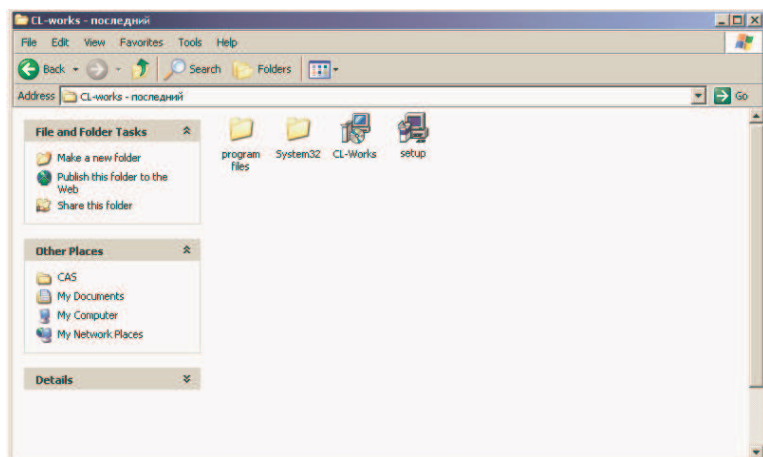 CL-works - последний
File Edit View Favorites Tools Help
Back Search Folders
Address CL-works - последний Go
File and Folder Tasks
Make a new folder
Publish this folder to the
Web
Share this folder
Other Places
CAS
My Documents
My Computer
My Network Places
Details
program
files
System32
CL-Works
setup